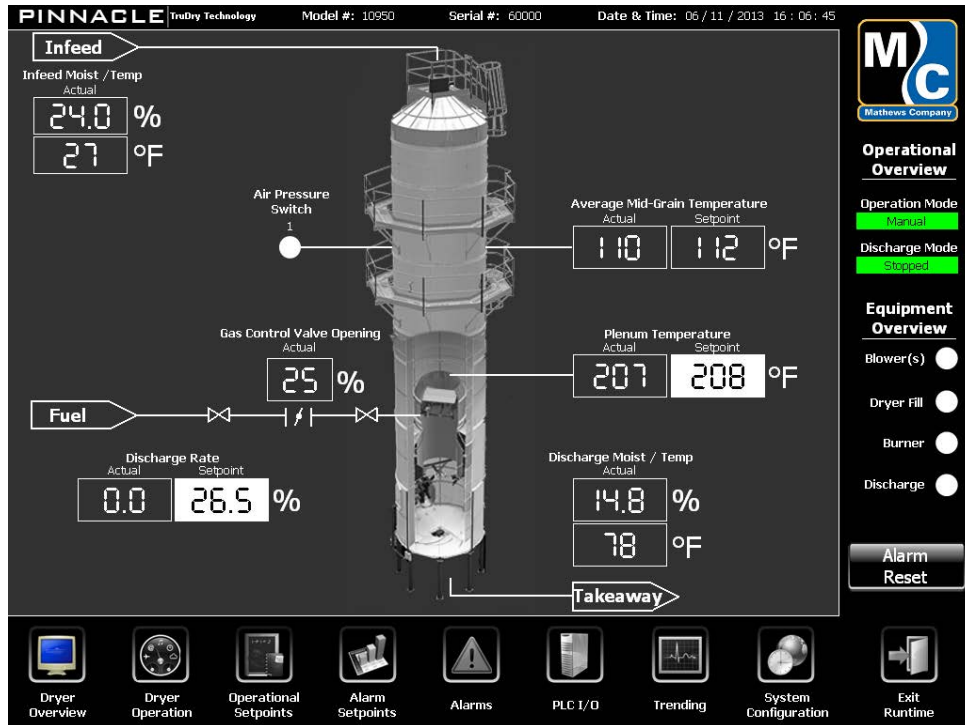 PINNACLE TruDry Technology Model #: 10950 Serial #: 60000 Date & Time: 06/11/2013 16:06:45
Infeed
Infeed Moist /Temp
Actual
24.0 %
27 °F
Air Pressure
Switch
1
Average Mid-Grain Temperature
Actual Setpoint
110 112 °F
Gas Control Valve Opening
Actual
25 %
Plenum Temperature
Actual Setpoint
207 208 °F
Fuel
Discharge Rate
Actual Setpoint
0.0 26.5 %
Discharge Moist / Temp
Actual
14.8 %
78 °F
Takeaway
MC
Mathews Company
Operational
Overview
Operation Mode
Manual
Discharge Mode
Stopped
Equipment
Overview
Blower(s)
Dryer Fill
Burner
Discharge
Alarm
Reset
Dryer
Overview
Dryer
Operation
Operational
Setpoints
Alarm
Setpoints
Alarms
PLC I/O
Trending
System
Configuration
Exit
Runtime